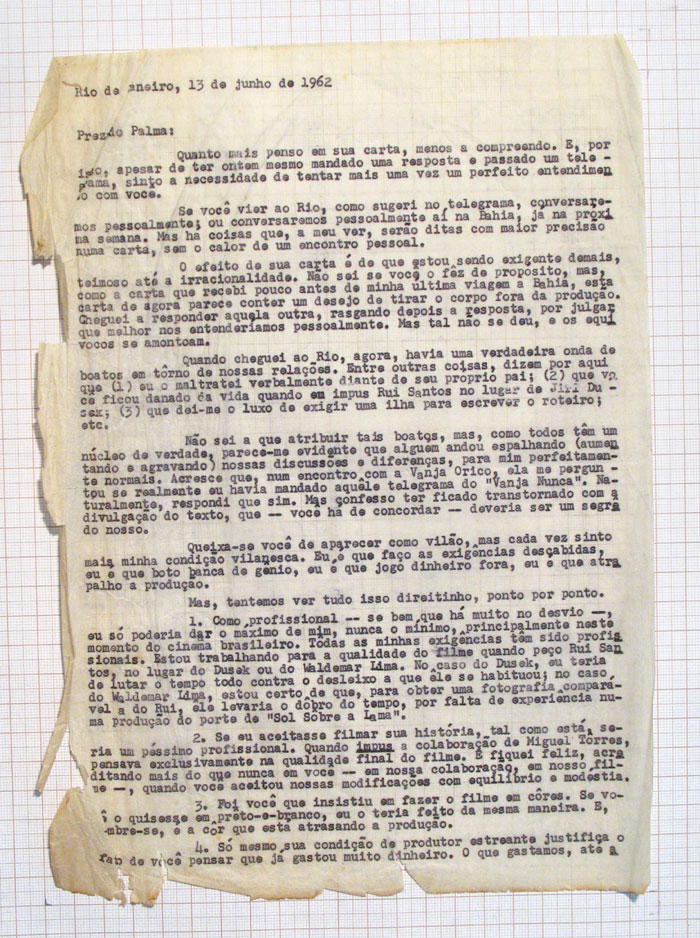 Rio de aneiro, 13 de junho de 1962
Prezdo Palma:
Quanto mais penso em sua carta, menos a compreendo. E, por
isso, apesar de ter ontem mesmo mandado uma resposta e passado um tele -
grama, sinto a necessidade de tentar mais uma vez um perfeito entendimen
o com você.
Se você vier ao Rio, como sugeri no telegrama, conversare-
mos pessoalmente; ou conversaremos pessoalmente aí na Bahia, já na próxi
ma semana. Mas ha coisas que, a meu ver, serão ditas com maior precisão
numa carta, sem o calor de um encontro pessoal.
O efeito de sua carta é de que estou sendo exigente demais,
teimoso até a irracionalidade. Não sei se você o fez de proposito, mas,
como a carta que recebi pouco antes de minha última viagem a Bahia, esta
carta de agora parece conter um desejo de tirar o corpo fora da produção.
Cheguei a responder aquela outra, rasgando depois a resposta, por julgar
que melhor nos entenderiamos pessoalmente. Mas tal não se deu, e os equi
vocos se amontoam.
Quando cheguei ao Rio, agora, havia uma verdadeira onda de
boatos em tôrno de nossas relações. Entre outras coisas, dizem por aqui
que (1) eu o maltratei verbalmente diante de seu proprio pai; (2) que vo
cê ficou danado da vida quando eu impus Rui Santos no lugar de Jiri Du-
sek; (3) que dei-me o luxo de exigir uma ilha para escrever o roteiro;
etc.
Não sei a que atribuir tais boatos, mas, como todos têm um
núcleo de verdade, parece-me evidente que alguem andou espalhando (aumen
tando e agravando) nossas discussões e diferenças, para mim perfeitamen-
te normais. Acresce que, num encontro com a Vanja Orico, ela me pergun -
tou se realmente eu havia mandado aquêle telegrama do "Vanja Nunca". Na-
turalmente, respondi que sim. Mas confesso ter ficado transtornado com a
divulgação do texto, que -- você há de concordar -- deveria ser um segrê
do nosso.
Queixa-se você de aparecer como vilão, mas cada vez sinto
mais minha condição vilanesca. Eu é que faço as exigências descabidas,
eu e que boto banca de gênio, eu é que jogo dinheiro fora, eu é que atra
palho a produção.
Mas, tentemos ver tudo isso direitinho, ponto por ponto.
1. Como profissional -- se bem que há muito no desvio --,
eu só poderia dar o máximo de mim, nunca o mínimo, principalmente neste
momento do cinema brasileiro. Todas as minhas exigências têm sido profis
sionais. Estou trabalhando para a qualidade do filme quando peço Rui San
tos, no lugar do Dusek ou do Waldemar Lima. No caso do Dusek, eu teria
de lutar o tempo todo contra o desleixo a que êle se habituou; no caso
do Waldemar Lima, estou certo de que, para obter uma fotografia compara-
vel a do Rui, êle levaria o dôbro do tempo, por falta de experiência nu-
ma produção do porte de "Sol Sôbre a Lama".
2. Se eu aceitasse filmar sua história, tal como está, se-
ria um péssimo profissional. Quando impus a colaboração de Miguel Torres,
pensava exclusivamente na qualidade final do filme. E fiquei feliz, acre
ditando mais do que nunca em você -- em nossa colaboração, em nosso fil-
me --, quando você aceitou nossas modificações com equilíbrio e modestia.
3. Foi você que insistiu em fazer o filme em côres. Se vo-
o quisesse em preto-e-branco, eu o teria feito da mesma maneira. E,
mbre-se, e a cor que esta atrasando a produção.
4. Só mesmo sua condição de produtor estreante justifica o
fato de você pensar que já gastou muito dinheiro. O que gastamos, até a